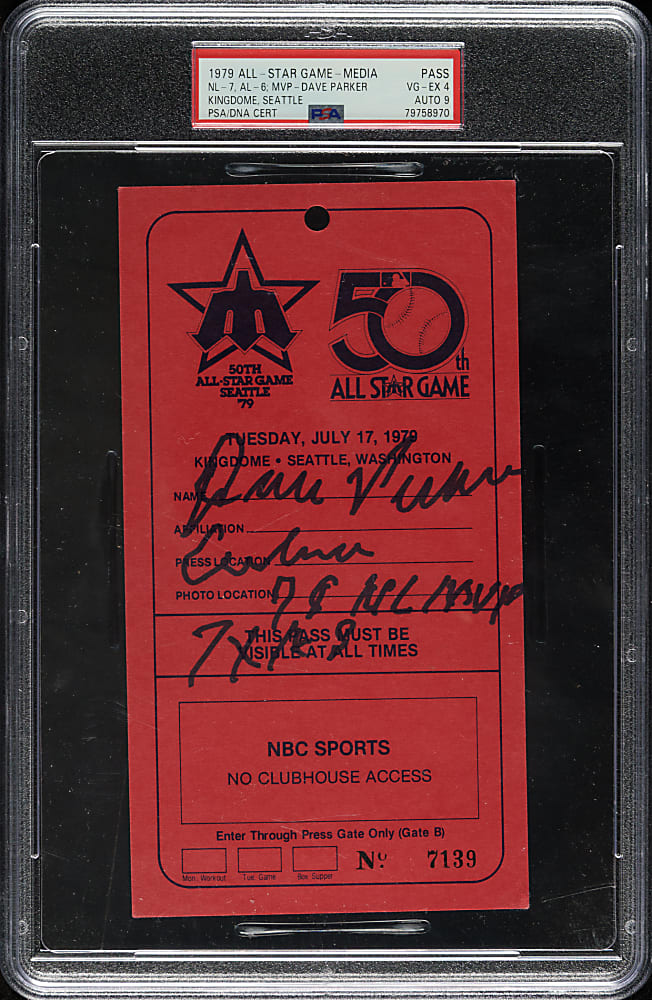 1979 ALL-STAR GAME-MEDIA PASS
NL-7, AL-6; MVP-DAVE PARKER VG-EX 4
KINGDOME, SEATTLE AUTO 9
PSA/DNA CERT PSA 79758970
50TH
ALL-STAR GAME
SEATTLE
'79
50th
ALL STAR GAME
TUESDAY, JULY 17, 1979
KINGDOME • SEATTLE, WASHINGTON
NAME
Dave Parker
AFFILIATION
PRESS LOCATION
PHOTO LOCATION
78 NL MVP
THIS PASS MUST BE
VISIBLE AT ALL TIMES
7X
NBC SPORTS
NO CLUBHOUSE ACCESS
Enter Through Press Gate Only (Gate B)
Mon. Workout Tue. Game Box Supper
No. 7139